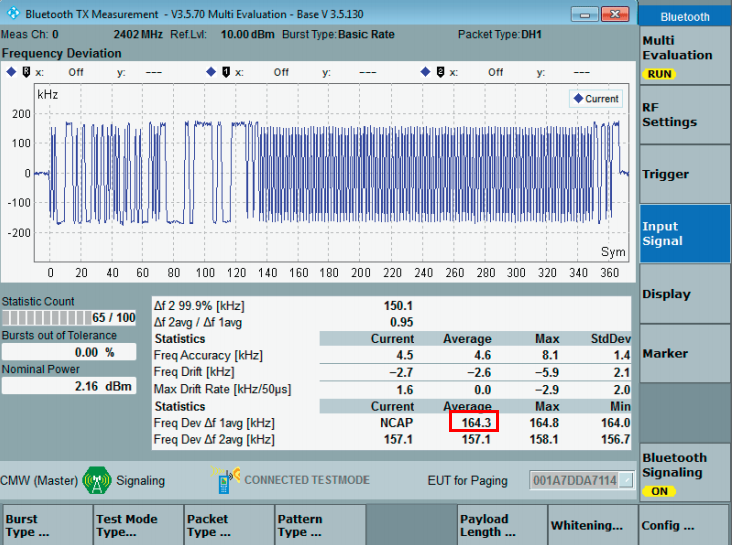 Bluetooth TX Measurement - V3.5.70 Multi Evaluation - Base V 3.5.130
Bluetooth
Meas Ch: 0 2402 MHz Ref.Lvl: 10.00 dBm Burst Type: Basic Rate Packet Type: DH1
Frequency Deviation
R x: Off y: --- 1 x: Off y: --- 2 x: Off y: ---
kHz
Current
200
100
0
-100
-200
Sym
0 20 40 60 80 100 120 140 160 180 200 220 240 260 280 300 320 340 360
Statistic Count
65 / 100
Bursts out of Tolerance
0.00 %
Nominal Power
2.16 dBm
Δf 2 99.9% [kHz] 150.1
Δf 2avg / Δf 1avg 0.95
Statistics Current Average Max StdDev
Freq Accuracy [kHz] 4.5 4.6 8.1 1.4
Freq Drift [kHz] -2.7 -2.6 -5.9 2.1
Max Drift Rate [kHz/50µs] 1.6 0.0 -2.9 2.0
Statistics Current Average Max Min
Freq Dev Δf 1avg [kHz] NCAP 164.3 164.8 164.0
Freq Dev Δf 2avg [kHz] 157.1 157.1 158.1 156.7
CMW (Master) Signaling CONNECTED TESTMODE EUT for Paging 001A7DDA7114
Multi
Evaluation
RUN
RF
Settings
Trigger
Input
Signal
Display
Marker
Bluetooth
Signaling
ON
Burst
Type ...
Test Mode
Type...
Packet
Type ...
Pattern
Type ...
Payload
Length ...
Whitening...
Config ...